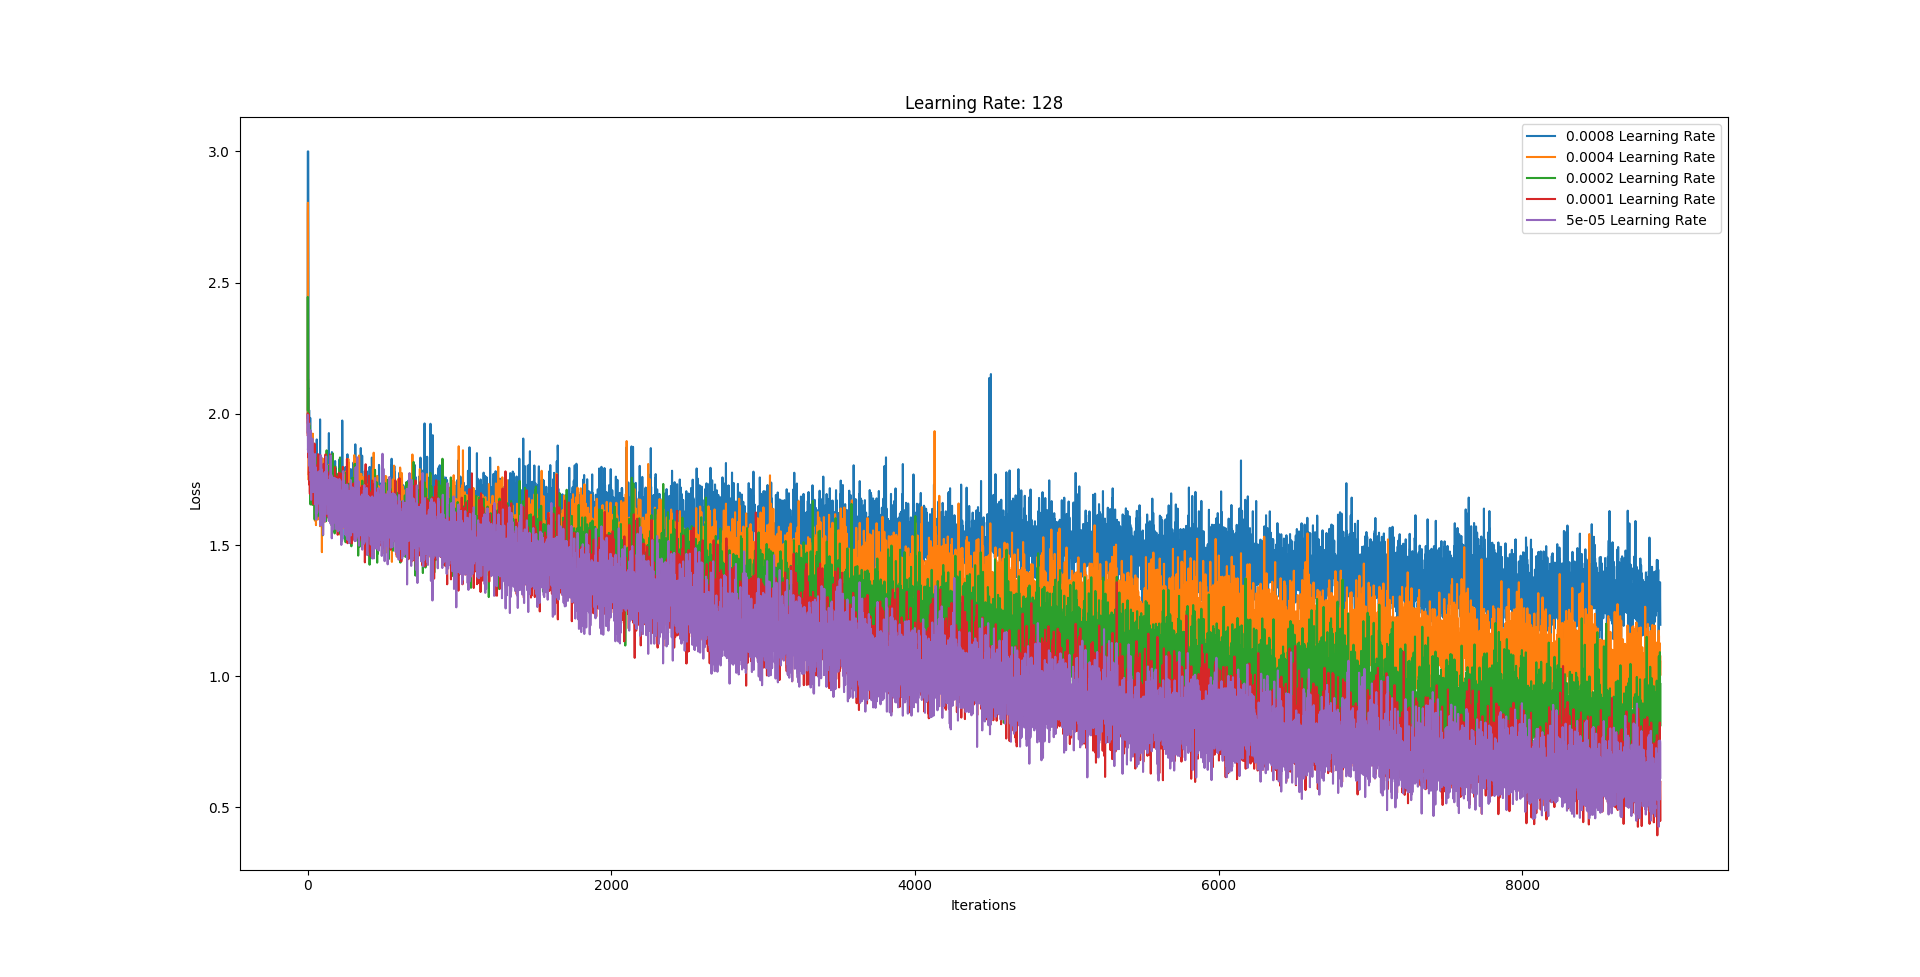 Learning Rate: 128
0.0008 Learning Rate
0.0004 Learning Rate
0.0002 Learning Rate
0.0001 Learning Rate
5e-05 Learning Rate
3.0
2.5
2.0
1.5
1.0
0.5
Loss
0 2000 4000 6000 8000
Iterations